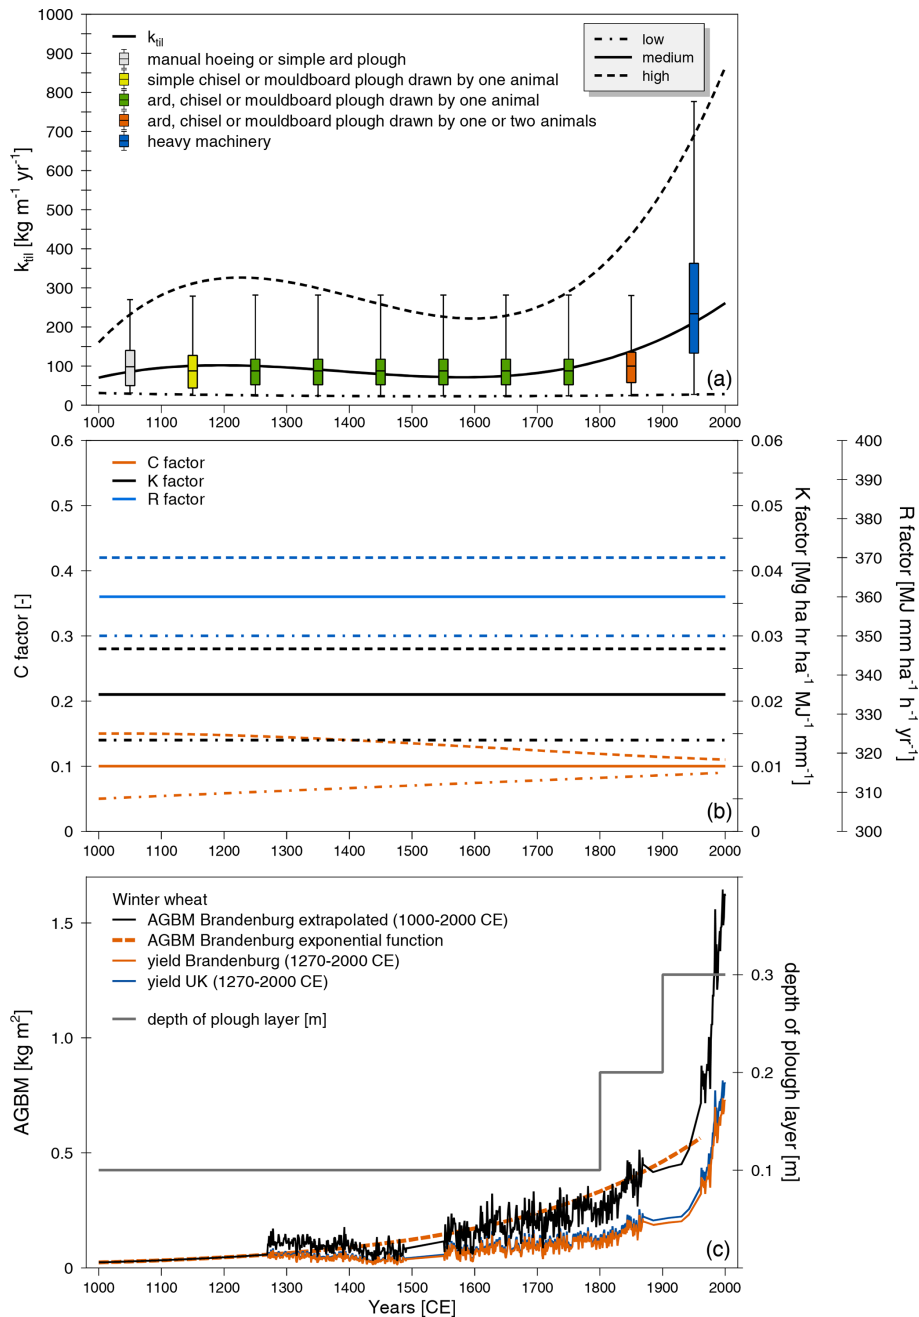 1000
900
800
700
600
500
400
300
200
100
0
k_til [kg m⁻¹ yr⁻¹]
k_til
manual hoeing or simple ard plough
simple chisel or mouldboard plough drawn by one animal
ard, chisel or mouldboard plough drawn by one animal
ard, chisel or mouldboard plough drawn by one or two animals
heavy machinery
low
medium
high
(a)
1000 1100 1200 1300 1400 1500 1600 1700 1800 1900 2000
0.6
0.5
0.4
0.3
0.2
0.1
0
C factor [-]
C factor
K factor
R factor
0.06
0.05
0.04
0.03
0.02
0.01
0
K factor [Mg ha hr ha⁻¹ MJ⁻¹ mm⁻¹]
400
390
380
370
360
350
340
330
320
310
300
R factor [MJ mm ha⁻¹ h⁻¹ yr⁻¹]
(b)
1000 1100 1200 1300 1400 1500 1600 1700 1800 1900 2000
1.5
1.0
0.5
0
AGBM [kg m²]
Winter wheat
AGBM Brandenburg extrapolated (1000-2000 CE)
AGBM Brandenburg exponential function
yield Brandenburg (1270-2000 CE)
yield UK (1270-2000 CE)
depth of plough layer [m]
0.3
0.2
0.1
depth of plough layer [m]
(c)
1000 1100 1200 1300 1400 1500 1600 1700 1800 1900 2000
Years [CE]